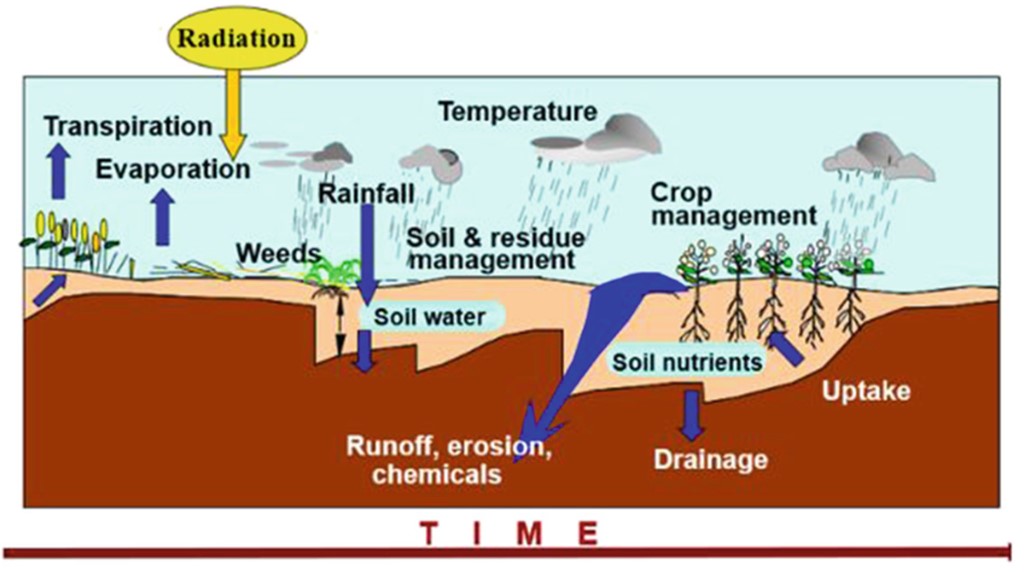 Radiation
Temperature
Transpiration
Evaporation
Rainfall
Crop
management
Weeds
Soil & residue
management
Soil water
Soil nutrients
Uptake
Runoff, erosion,
chemicals
Drainage
TIME